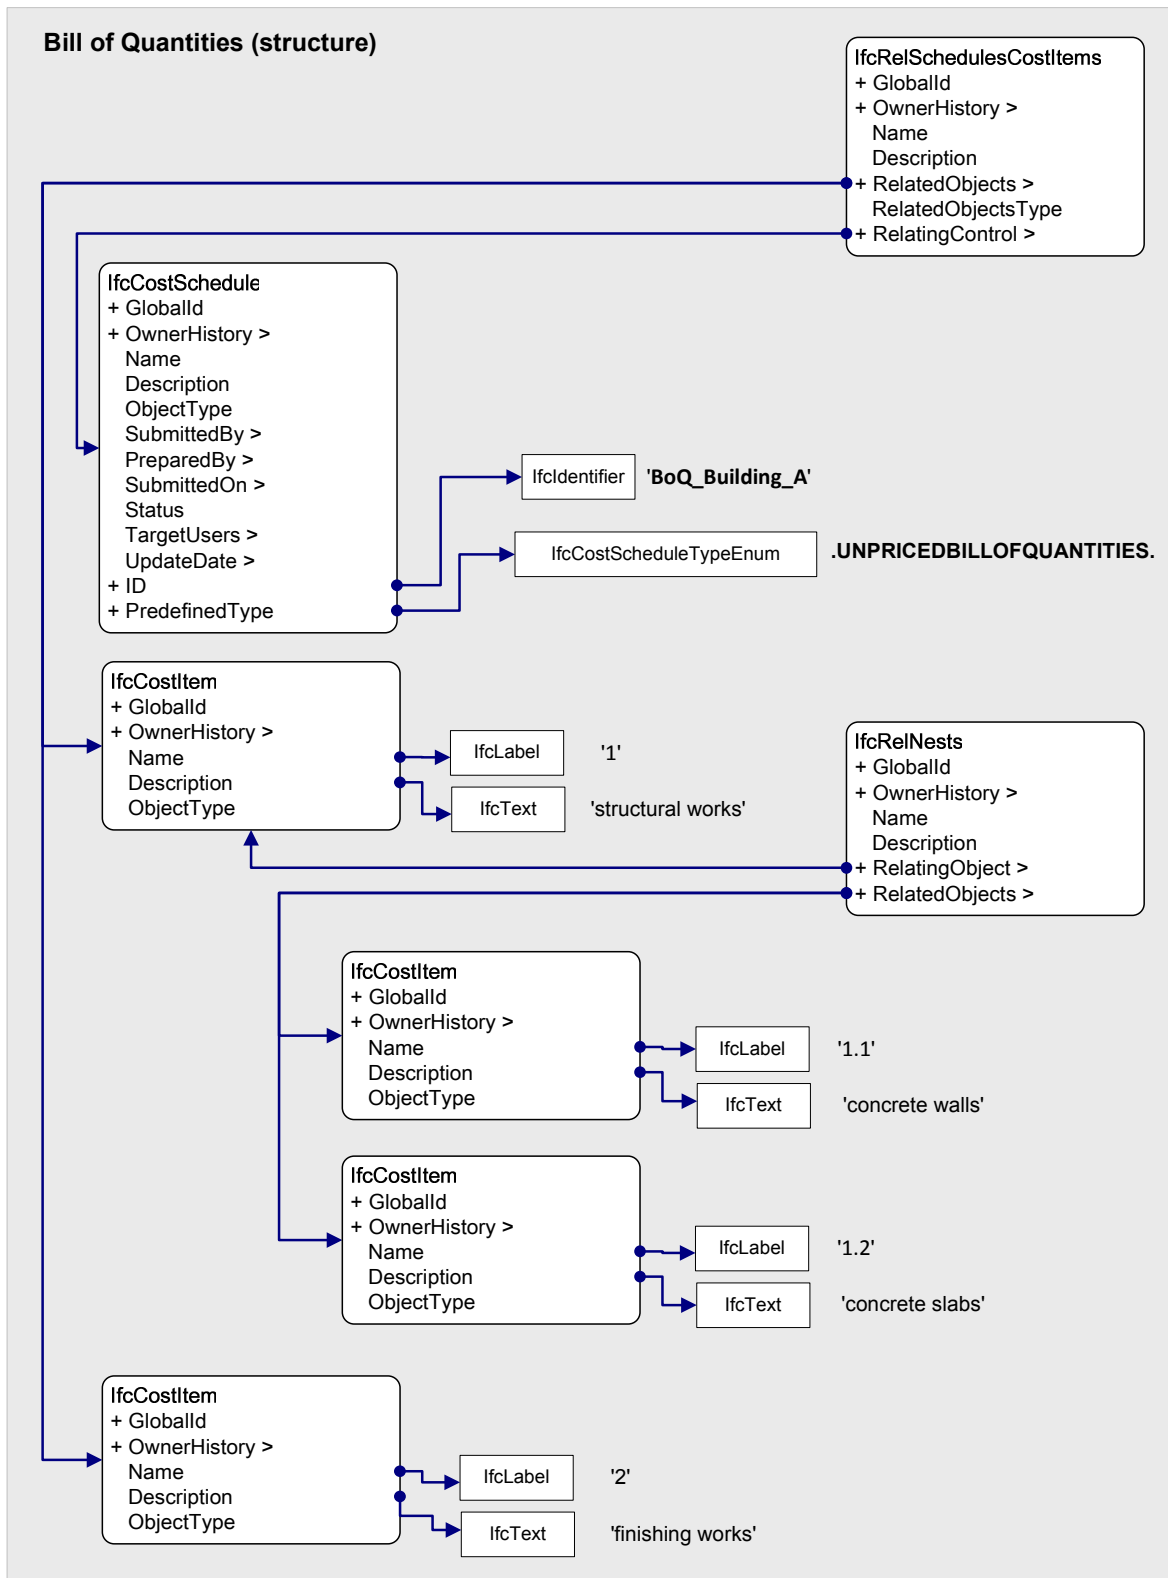 Bill of Quantities (structure)
IfcRelSchedulesCostItems
+ GlobalId
+ OwnerHistory >
Name
Description
+ RelatedObjects >
RelatedObjectsType
+ RelatingControl >
IfcCostSchedule
+ GlobalId
+ OwnerHistory >
Name
Description
ObjectType
SubmittedBy >
PreparedBy >
SubmittedOn >
Status
TargetUsers >
UpdateDate >
+ ID
+ PredefinedType
IfcIdentifier 'BoQ_Building_A'
IfcCostScheduleTypeEnum .UNPRICEDBILLOFQUANTITIES.
IfcCostItem
+ GlobalId
+ OwnerHistory >
Name
Description
ObjectType
IfcLabel '1'
IfcText 'structural works'
IfcRelNests
+ GlobalId
+ OwnerHistory >
Name
Description
+ RelatingObject >
+ RelatedObjects >
IfcCostItem
+ GlobalId
+ OwnerHistory >
Name
Description
ObjectType
IfcLabel '1.1'
IfcText 'concrete walls'
IfcCostItem
+ GlobalId
+ OwnerHistory >
Name
Description
ObjectType
IfcLabel '1.2'
IfcText 'concrete slabs'
IfcCostItem
+ GlobalId
+ OwnerHistory >
Name
Description
ObjectType
IfcLabel '2'
IfcText 'finishing works'